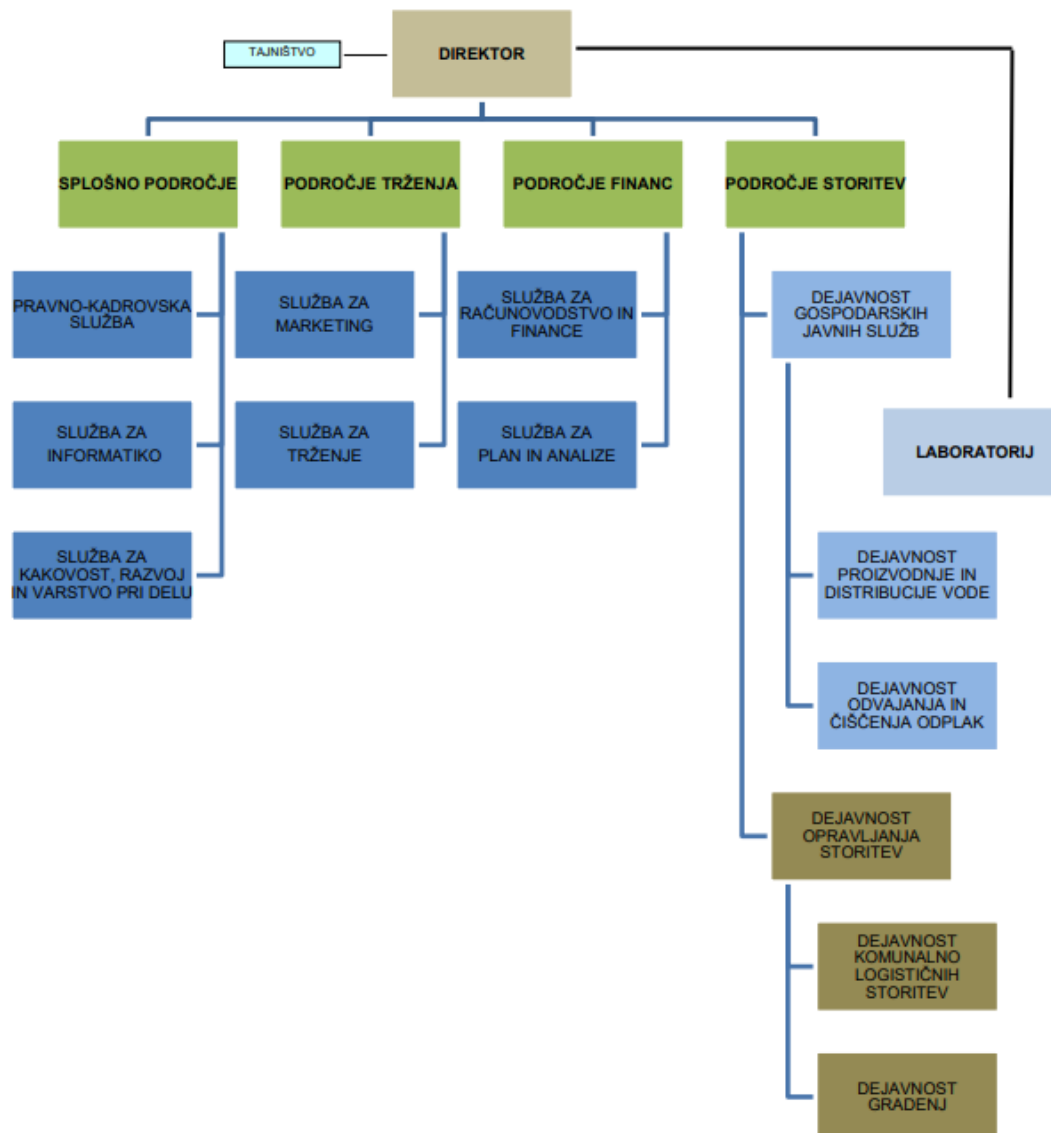 TAJNIŠTVO
DIREKTOR
SPLOŠNO PODROČJE
PODROČJE TRŽENJA
PODROČJE FINANC
PODROČJE STORITEV
PRAVNO-KADROVSKA
SLUŽBA
SLUŽBA ZA
MARKETING
SLUŽBA ZA
RAČUNOVODSTVO IN
FINANCE
DEJAVNOST
GOSPODARSKIH
JAVNIH SLUŽB
SLUŽBA ZA
INFORMATIKO
SLUŽBA ZA
TRŽENJE
SLUŽBA ZA
PLAN IN ANALIZE
LABORATORIJ
SLUŽBA ZA
KAKOVOST, RAZVOJ
IN VARSTVO PRI DELU
DEJAVNOST
PROIZVODNJE IN
DISTRIBUCIJE VODE
DEJAVNOST
ODVAJANJA IN
ČIŠČENJA ODPLAK
DEJAVNOST
OPRAVLJANJA
STORITEV
DEJAVNOST
KOMUNALNO
LOGISTIČNIH
STORITEV
DEJAVNOST
GRADENJ